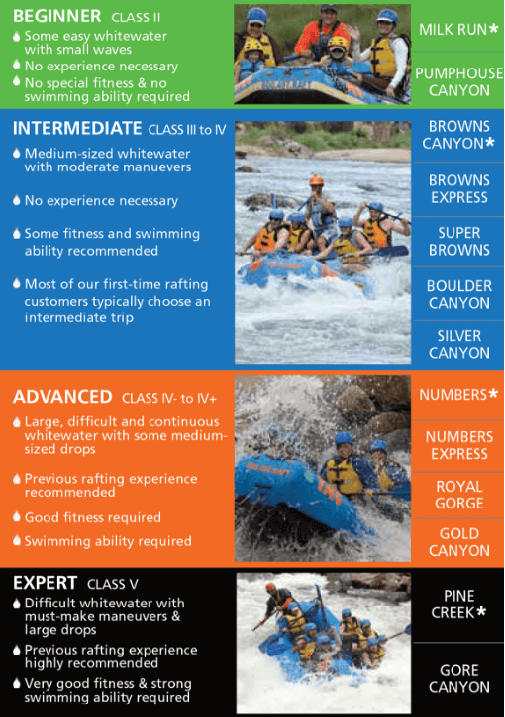 BEGINNER CLASS II
Some easy whitewater
with small waves
No experience necessary
No special fitness & no
swimming ability required
MILK RUN*
PUMPHOUSE
CANYON
INTERMEDIATE CLASS III to IV
Medium-sized whitewater
with moderate manuevers
No experience necessary
Some fitness and swimming
ability recommended
Most of our first-time rafting
customers typically choose an
intermediate trip
BROWNS
CANYON*
BROWNS
EXPRESS
SUPER
BROWNS
BOULDER
CANYON
SILVER
CANYON
ADVANCED CLASS IV- to IV+
Large, difficult and continuous
whitewater with some medium-
sized drops
Previous rafting experience
recommended
Good fitness required
Swimming ability required
NUMBERS*
NUMBERS
EXPRESS
ROYAL
GORGE
GOLD
CANYON
EXPERT CLASS V
Difficult whitewater with
must-make maneuvers &
large drops
Previous rafting experience
highly recommended
Very good fitness & strong
swimming ability required
PINE
CREEK*
GORE
CANYON